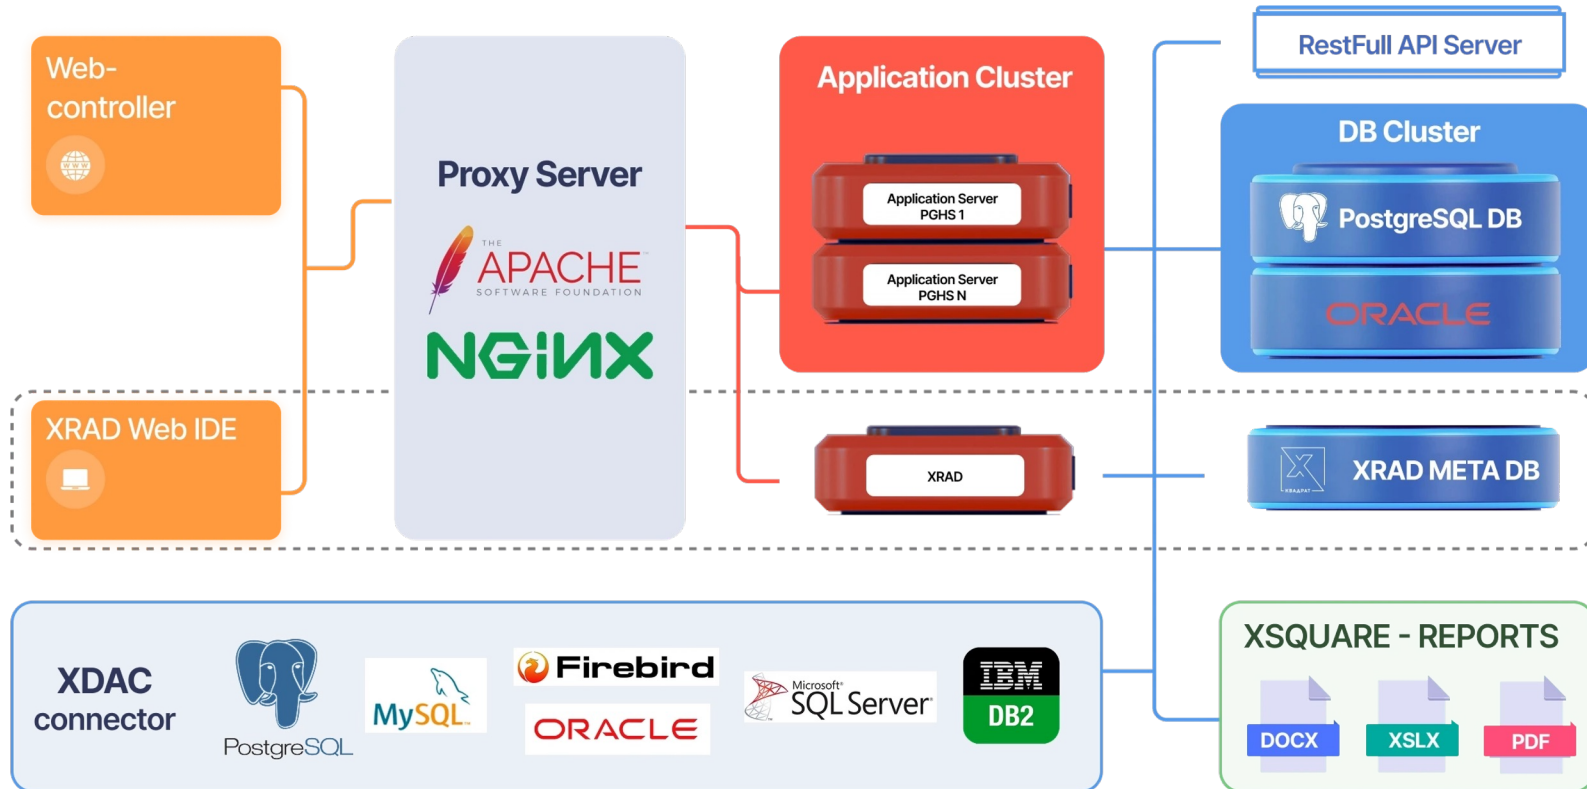 Web-
controller
WWW
XRAD Web IDE
Proxy Server
THE
APACHE
SOFTWARE FOUNDATION
NGINX
Application Cluster
Application Server
PGHS 1
Application Server
PGHS N
XRAD
RestFull API Server
DB Cluster
PostgreSQL DB
ORACLE
X
КВАДРАТ
XRAD META DB
XDAC
connector
PostgreSQL
MySQL
Firebird
ORACLE
Microsoft®
SQL Server
IBM
DB2
XSQUARE - REPORTS
DOCX
XSLX
PDF